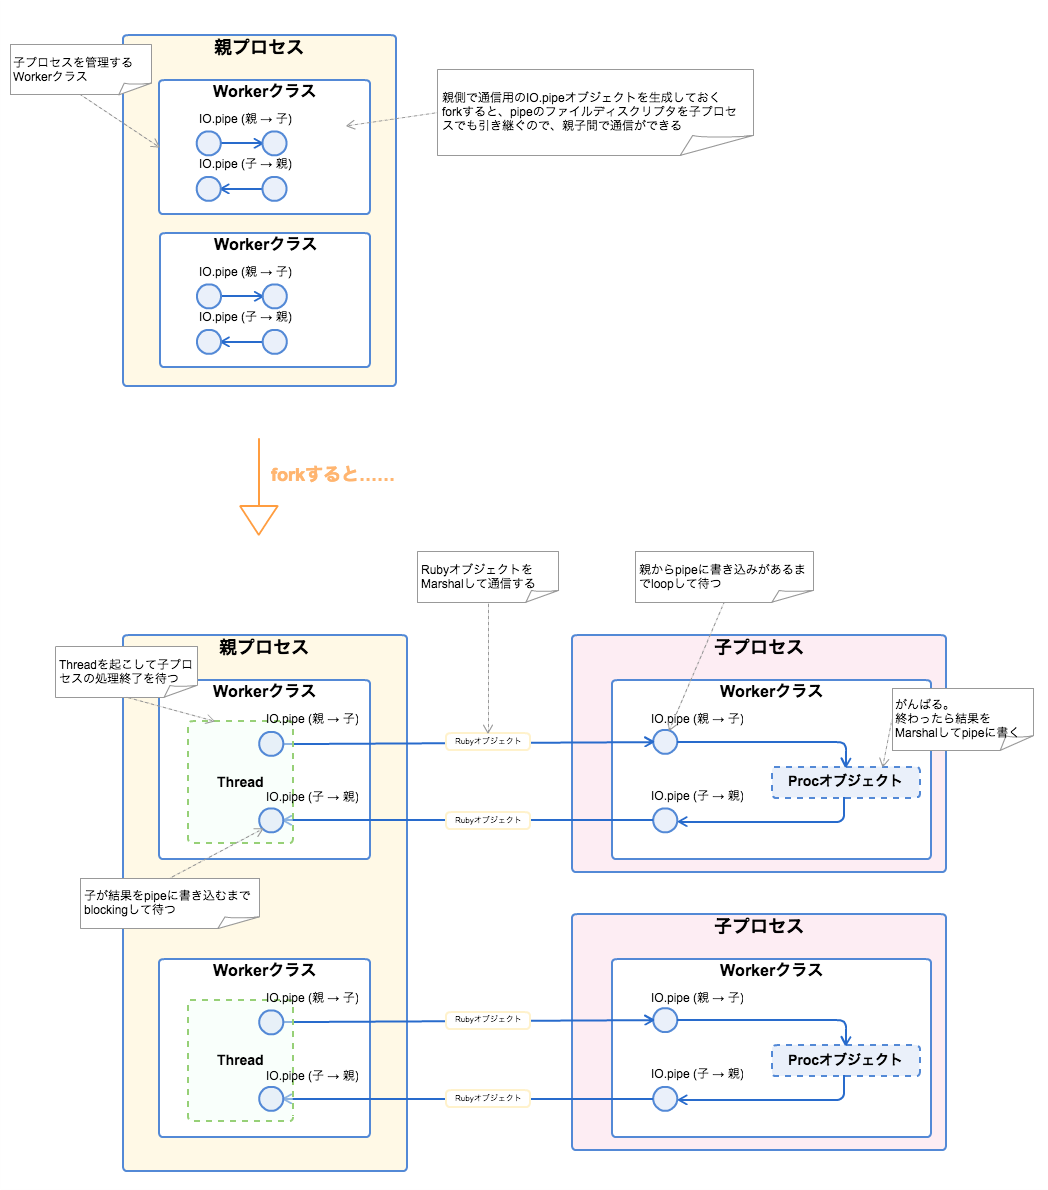 親プロセス
子プロセスを管理する
Workerクラス
Workerクラス
IO.pipe (親 → 子)
IO.pipe (子 → 親)
親側で通信用のIO.pipeオブジェクトを生成しておく
forkすると、pipeのファイルディスクリプタを子プロセ
スでも引き継ぐので、親子間で通信ができる
Workerクラス
IO.pipe (親 → 子)
IO.pipe (子 → 親)
forkすると……
Rubyオブジェクトを
Marshalして通信する
親からpipeに書き込みがあるま
でloopして待つ
親プロセス
Threadを起こして子プロ
セスの処理終了を待つ
Workerクラス
IO.pipe (親 → 子)
Thread
IO.pipe (子 → 親)
子が結果をpipeに書き込むまで
blockingして待つ
Rubyオブジェクト
Rubyオブジェクト
子プロセス
Workerクラス
IO.pipe (親 → 子)
がんばる。
終わったら結果を
Marshalしてpipeに書く
Procオブジェクト
IO.pipe (子 → 親)
Workerクラス
IO.pipe (親 → 子)
Thread
IO.pipe (子 → 親)
Rubyオブジェクト
Rubyオブジェクト
子プロセス
Workerクラス
IO.pipe (親 → 子)
Procオブジェクト
IO.pipe (子 → 親)